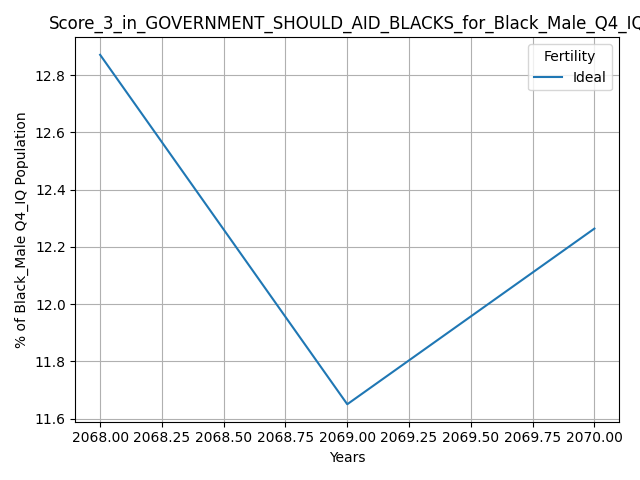 Score_3_in_GOVERNMENT_SHOULD_AID_BLACKS_for_Black_Male_Q4_IQ
Fertility
Ideal
% of Black_Male Q4_IQ Population
12.8
12.6
12.4
12.2
12.0
11.8
11.6
2068.00 2068.25 2068.50 2068.75 2069.00 2069.25 2069.50 2069.75 2070.00
Years